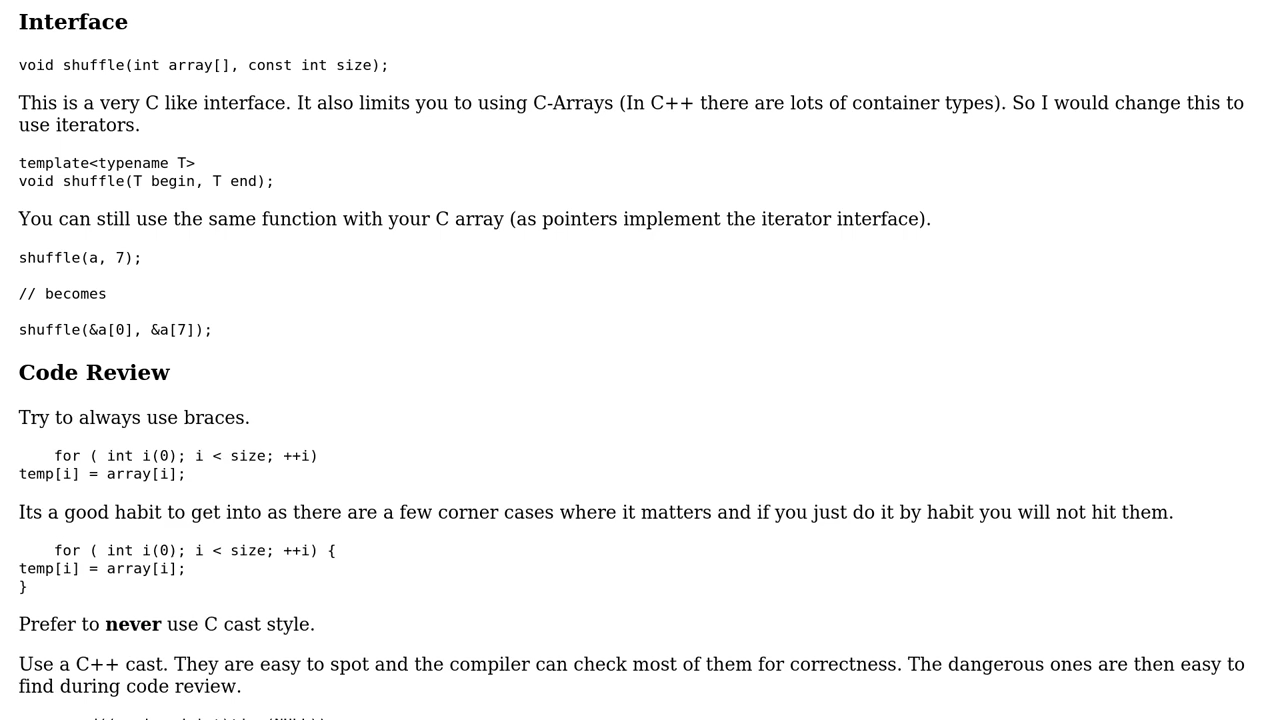 Interface
void shuffle(int array[], const int size);
This is a very C like interface. It also limits you to using C-Arrays (In C++ there are lots of container types). So I would change this to
use iterators.
template<typename T>
void shuffle(T begin, T end);
You can still use the same function with your C array (as pointers implement the iterator interface).
shuffle(a, 7);
// becomes
shuffle(&a[0], &a[7]);
Code Review
Try to always use braces.
for ( int i(0); i < size; ++i)
temp[i] = array[i];
Its a good habit to get into as there are a few corner cases where it matters and if you just do it by habit you will not hit them.
for ( int i(0); i < size; ++i) {
temp[i] = array[i];
}
Prefer to never use C cast style.
Use a C++ cast. They are easy to spot and the compiler can check most of them for correctness. The dangerous ones are then easy to
find during code review.